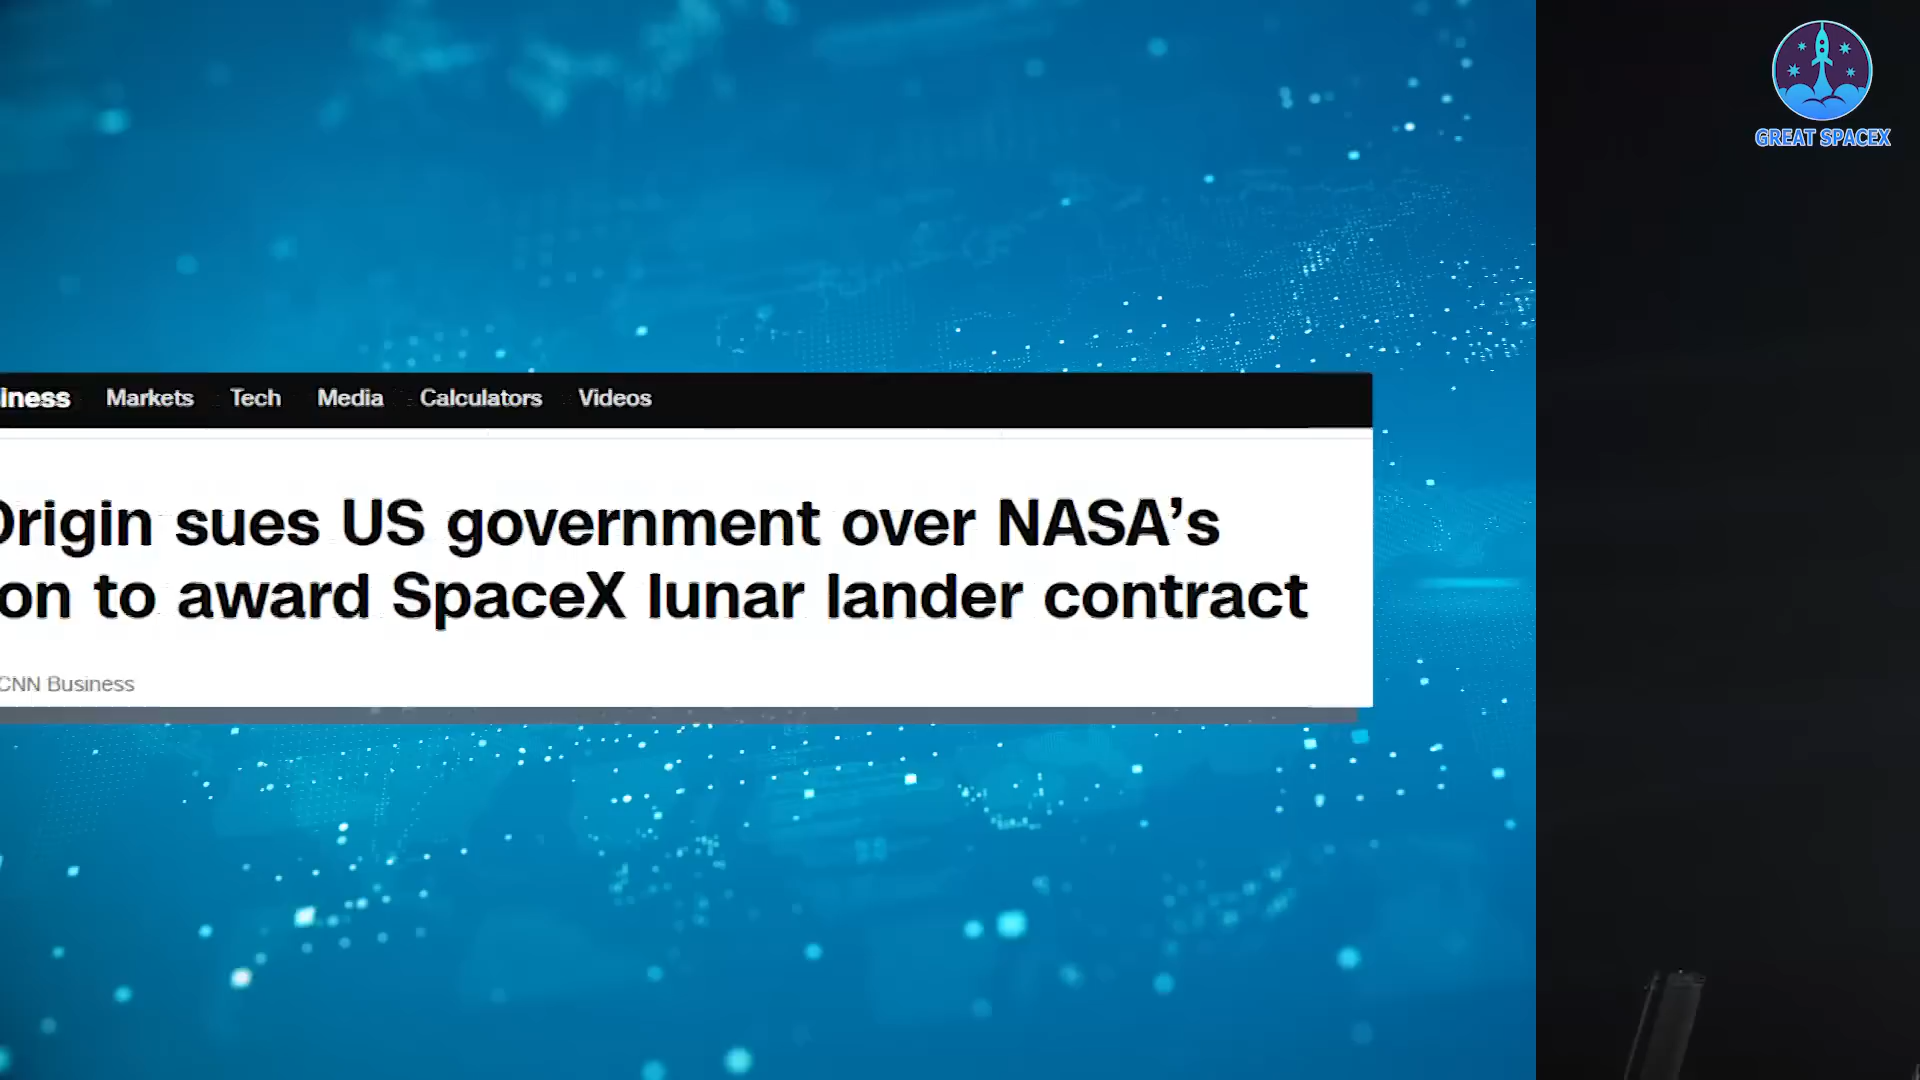 iness Markets Tech Media Calculators Videos
Origin sues US government over NASA’s
on to award SpaceX lunar lander contract
CNN Business
GREAT SPACEX